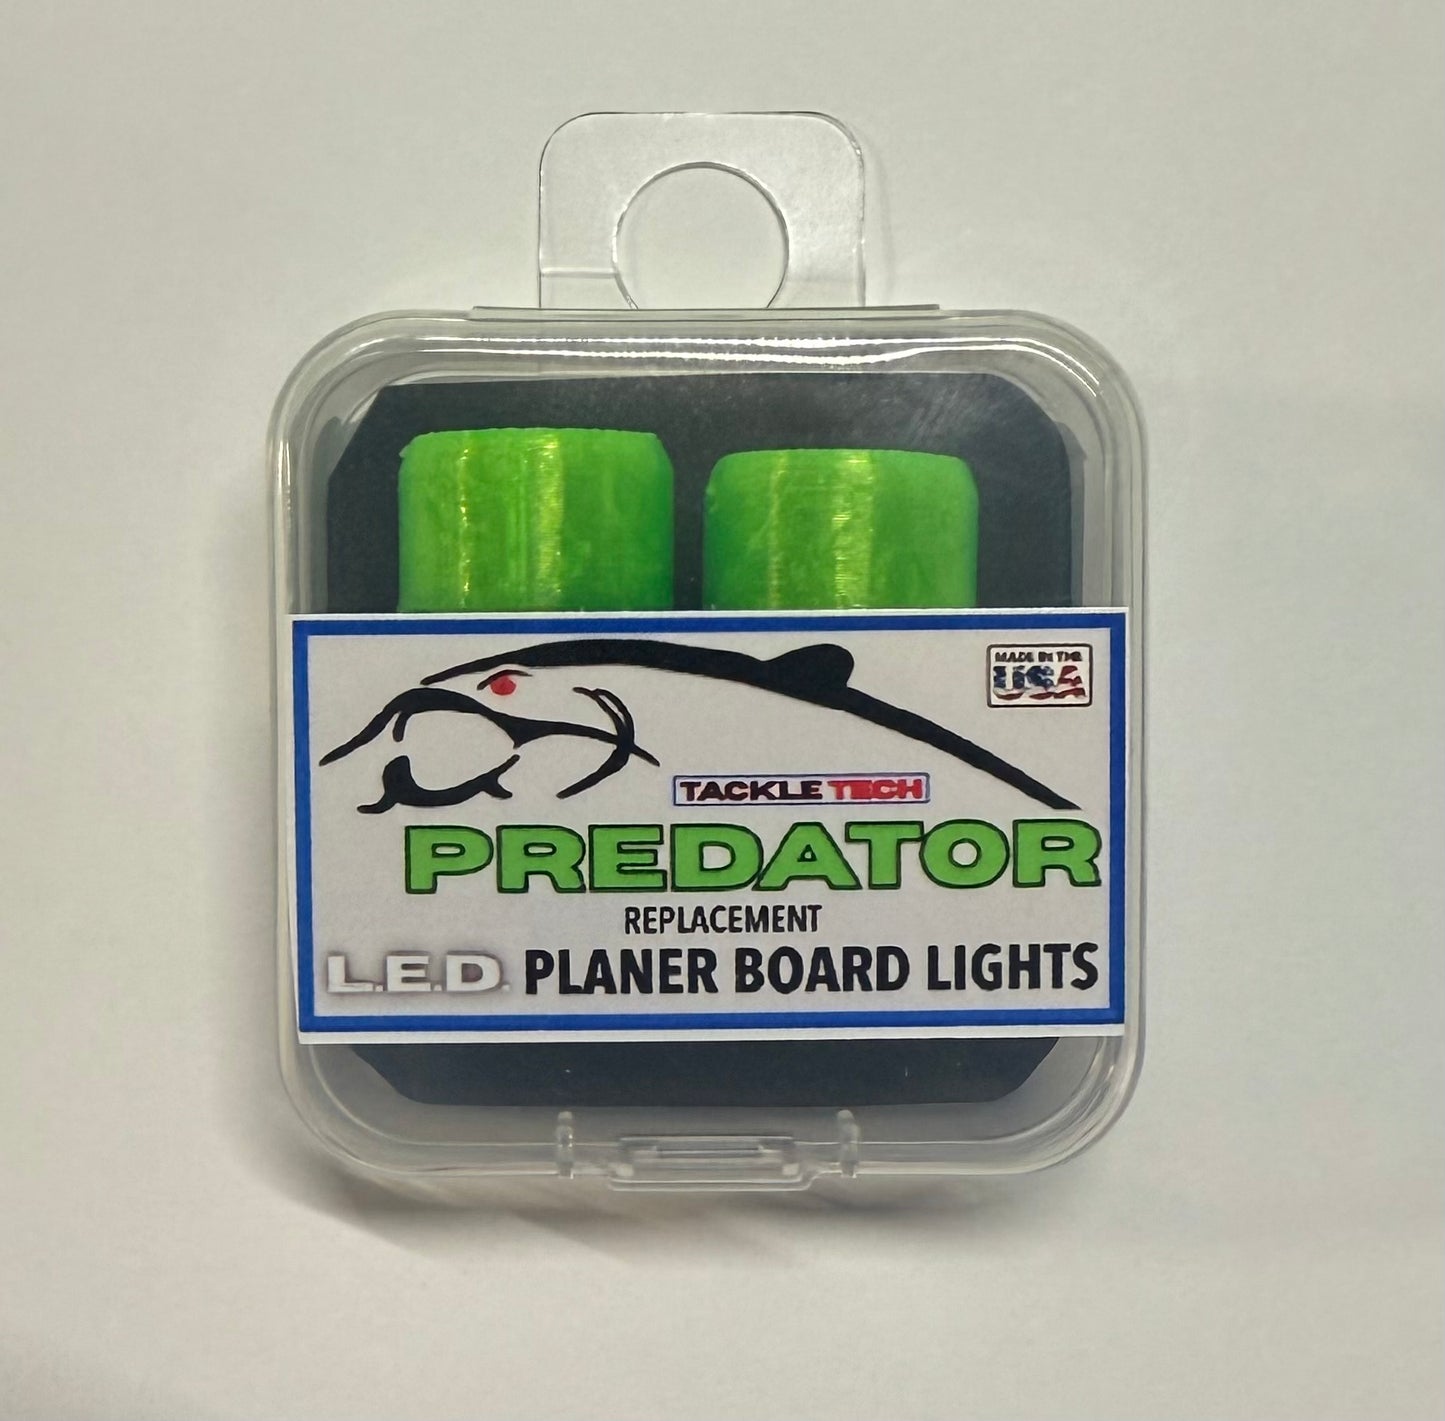 MADE IN THE
USA
TACKLE TECH
PREDATOR
REPLACEMENT
L.E.D. PLANER BOARD LIGHTS